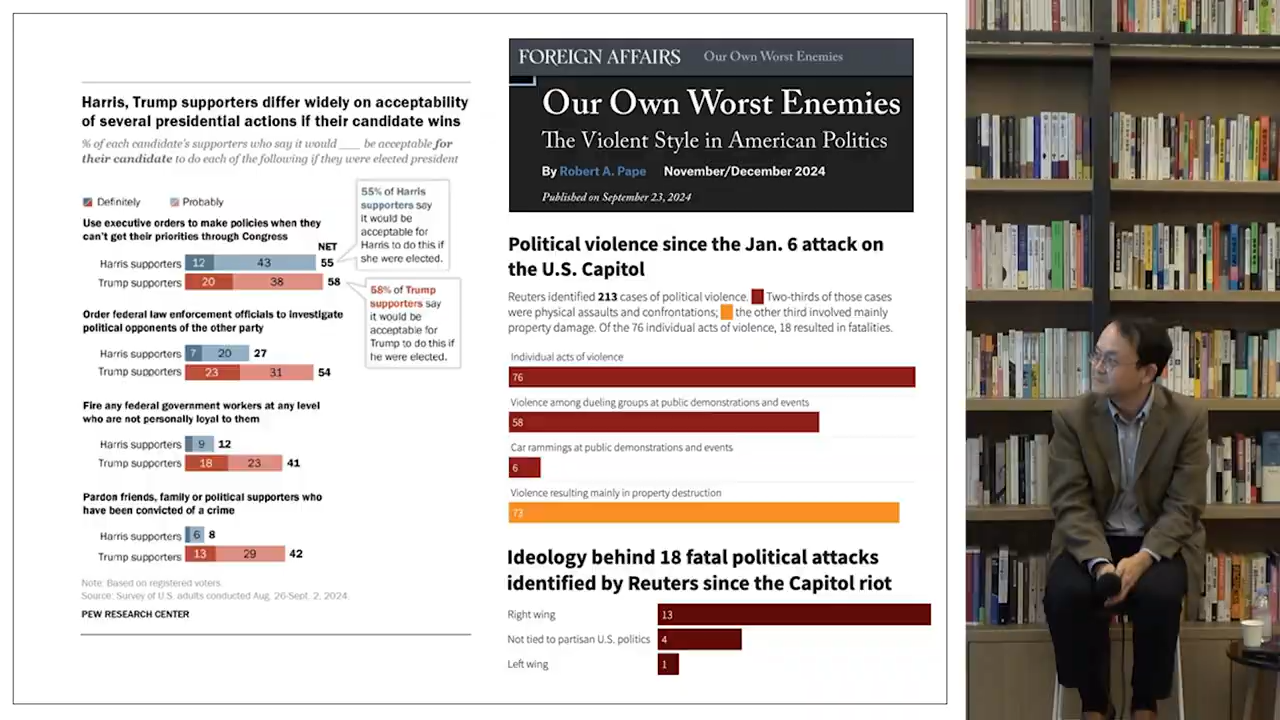 Harris, Trump supporters differ widely on acceptability
of several presidential actions if their candidate wins
% of each candidate's supporters who say it would ___ be acceptable for
their candidate to do each of the following if they were elected president
Definitely Probably
Use executive orders to make policies when they
can't get their priorities through Congress
NET
Harris supporters 12 43 55
Trump supporters 20 38 58
55% of Harris
supporters say
it would be
acceptable for
Harris to do this if
she were elected.
Order federal law enforcement officials to investigate
political opponents of the other party
Harris supporters 7 20 27
Trump supporters 23 31 54
58% of Trump
supporters say
it would be
acceptable for
Trump to do this if
he were elected.
Fire any federal government workers at any level
who are not personally loyal to them
Harris supporters 9 12
Trump supporters 18 23 41
Pardon friends, family or political supporters who
have been convicted of a crime
Harris supporters 6 8
Trump supporters 13 29 42
Note: Based on registered voters.
Source: Survey of U.S. adults conducted Aug. 26-Sept. 2, 2024.
PEW RESEARCH CENTER
FOREIGN AFFAIRS Our Own Worst Enemies
Our Own Worst Enemies
The Violent Style in American Politics
By Robert A. Pape November/December 2024
Published on September 23, 2024
Political violence since the Jan. 6 attack on
the U.S. Capitol
Reuters identified 213 cases of political violence. Two-thirds of those cases
were physical assaults and confrontations; the other third involved mainly
property damage. Of the 76 individual acts of violence, 18 resulted in fatalities.
Individual acts of violence
76
Violence among dueling groups at public demonstrations and events
58
Car rammings at public demonstrations and events
6
Violence resulting mainly in property destruction
73
Ideology behind 18 fatal political attacks
identified by Reuters since the Capitol riot
Right wing 13
Not tied to partisan U.S. politics 4
Left wing 1